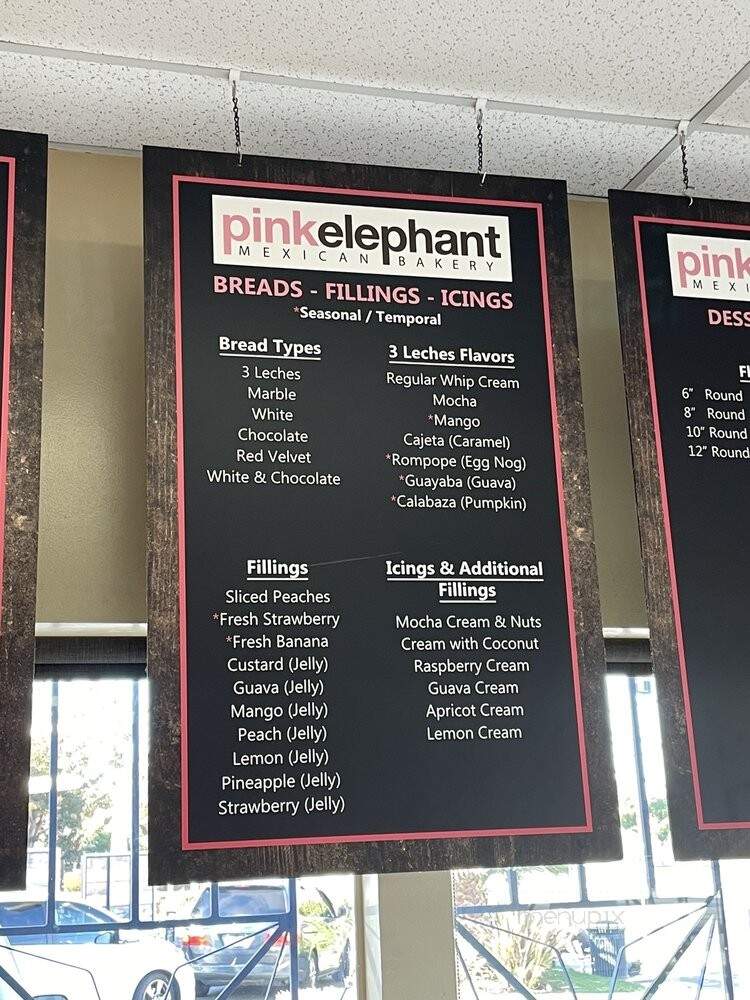 pinkelephant
MEXICAN BAKERY
BREADS - FILLINGS - ICINGS
*Seasonal / Temporal
Bread Types
3 Leches
Marble
White
Chocolate
Red Velvet
White & Chocolate
3 Leches Flavors
Regular Whip Cream
Mocha
*Mango
Cajeta (Caramel)
*Rompope (Egg Nog)
*Guayaba (Guava)
*Calabaza (Pumpkin)
Fillings
Sliced Peaches
*Fresh Strawberry
*Fresh Banana
Custard (Jelly)
Guava (Jelly)
Mango (Jelly)
Peach (Jelly)
Lemon (Jelly)
Pineapple (Jelly)
Strawberry (Jelly)
Icings & Additional
Fillings
Mocha Cream & Nuts
Cream with Coconut
Raspberry Cream
Guava Cream
Apricot Cream
Lemon Cream
pink
MEXI
DESS
Fl
6" Round
8" Round
10" Round
12" Round
menupix